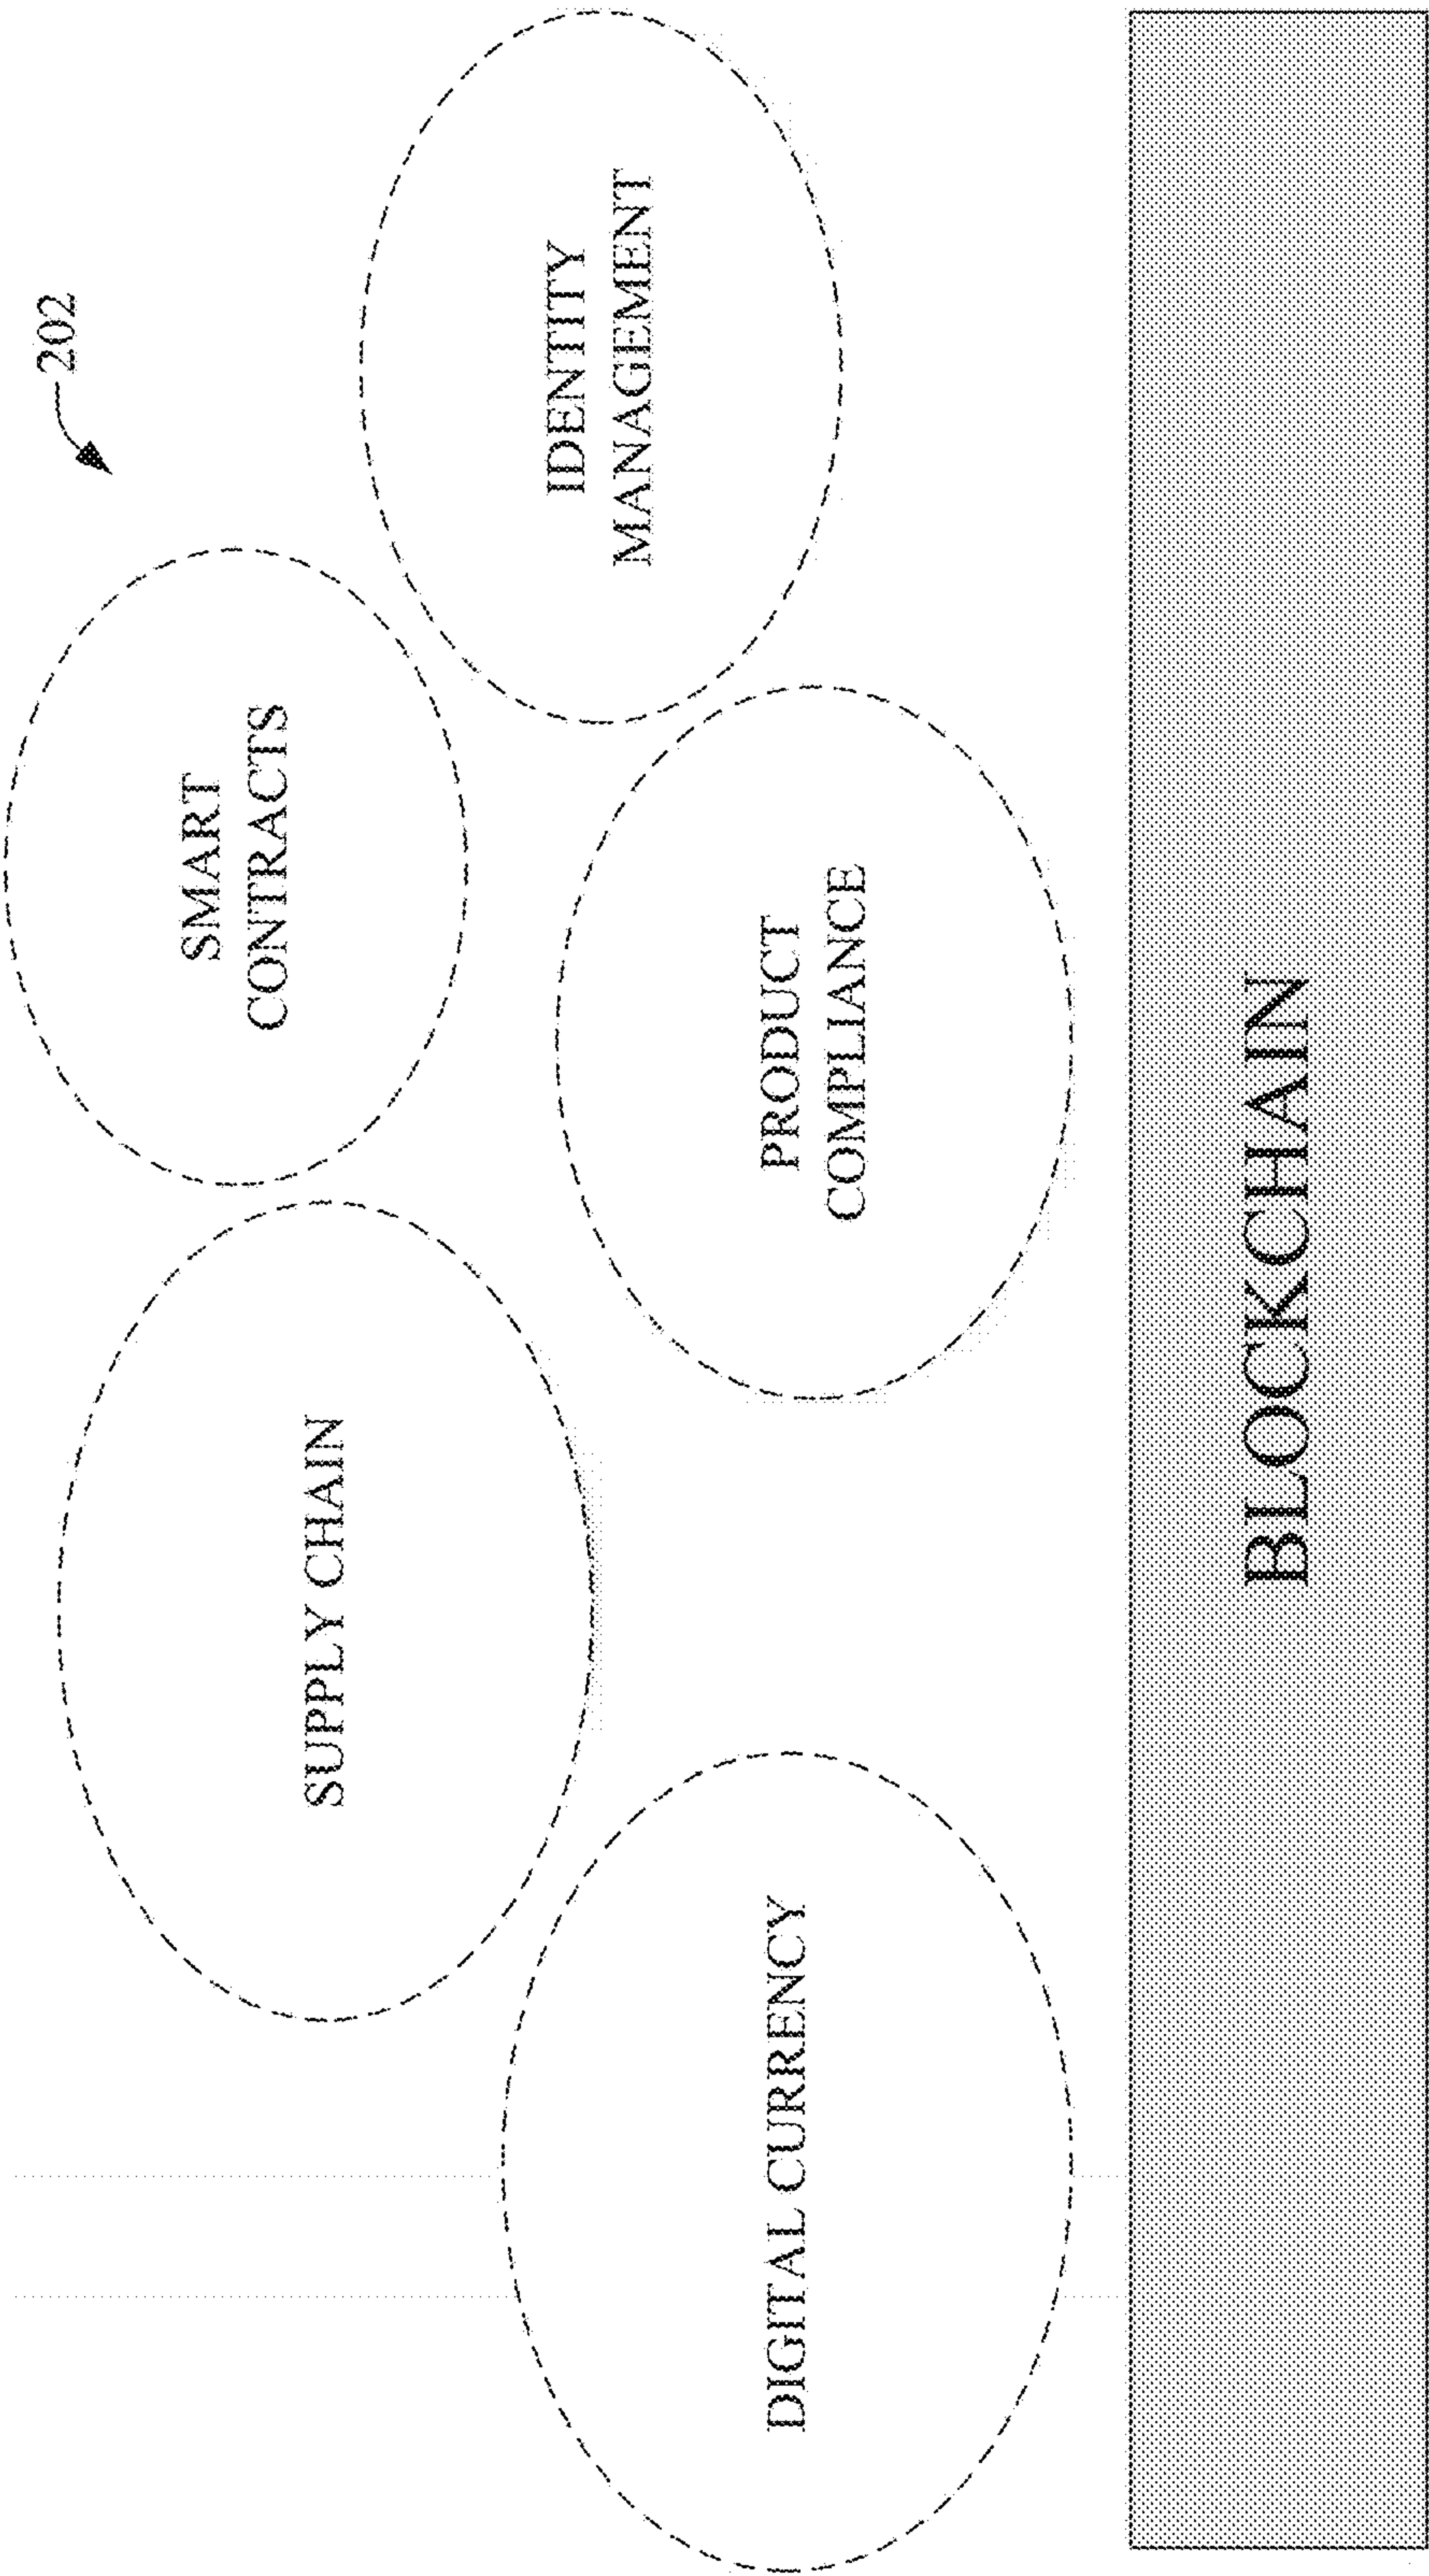 202
SMART
CONTRACTS
SUPPLY CHAIN
IDENTITY
MANAGEMENT
PRODUCT
COMPLIANCE
DIGITAL CURRENCY
BLOCKCHAIN